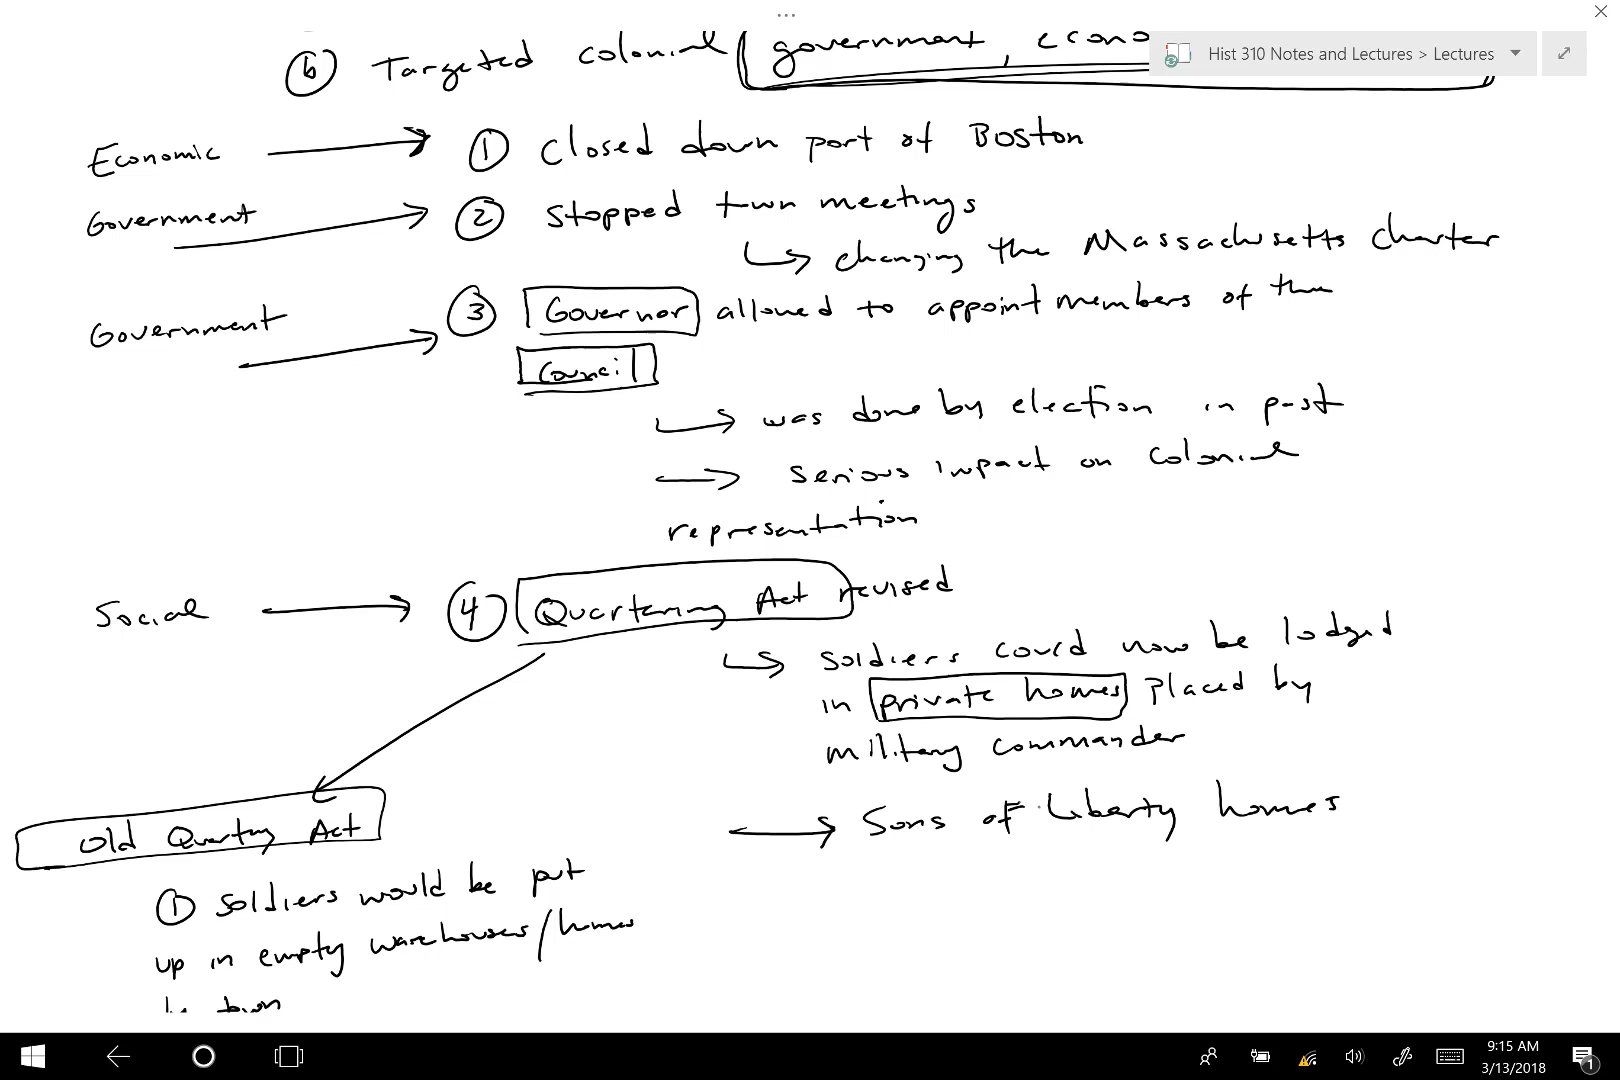 Hist 310 Notes and Lectures > Lectures
⑥ Targeted colonial government, econo
Economic → ① Closed down port of Boston
Government → ② Stopped town meetings
↳ changing the Massachusetts charter
Government → ③ Governor allowed to appoint members of the
Council
↳ was done by election in past
→ serious impact on colonial
representation
Social → ④ Quartering Act revised
↳ soldiers could now be lodged
in private homes placed by
military commander
→ Sons of Liberty homes
Old Quartering Act
① soldiers would be put
up in empty warehouses/homes
in town
9:15 AM
3/13/2018
1